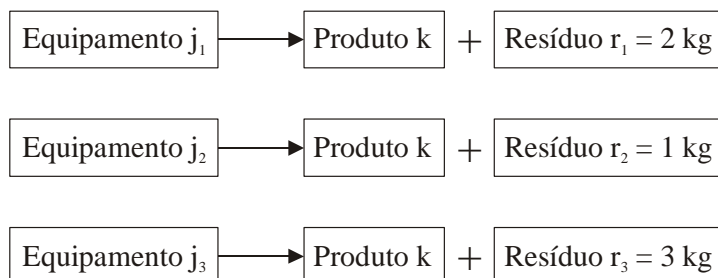 Equipamento j₁ Produto k + Resíduo r₁ = 2 kg
Equipamento j₂ Produto k + Resíduo r₂ = 1 kg
Equipamento j₃ Produto k + Resíduo r₃ = 3 kg